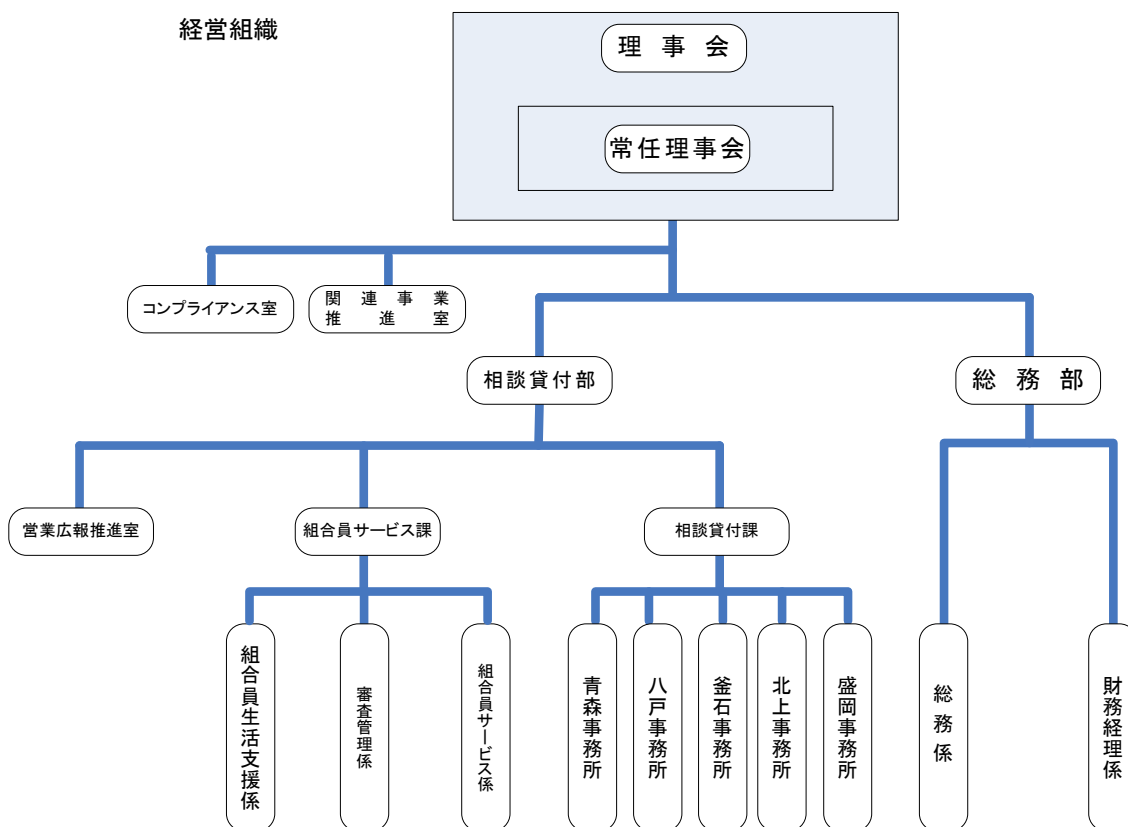 経営組織
理事会
常任理事会
コンプライアンス室
関連事業
推進室
相談貸付部
総務部
営業広報推進室
組合員サービス課
相談貸付課
組合員生活支援係
審査管理係
組合員サービス係
青森事務所
八戸事務所
釜石事務所
北上事務所
盛岡事務所
総務係
財務経理係